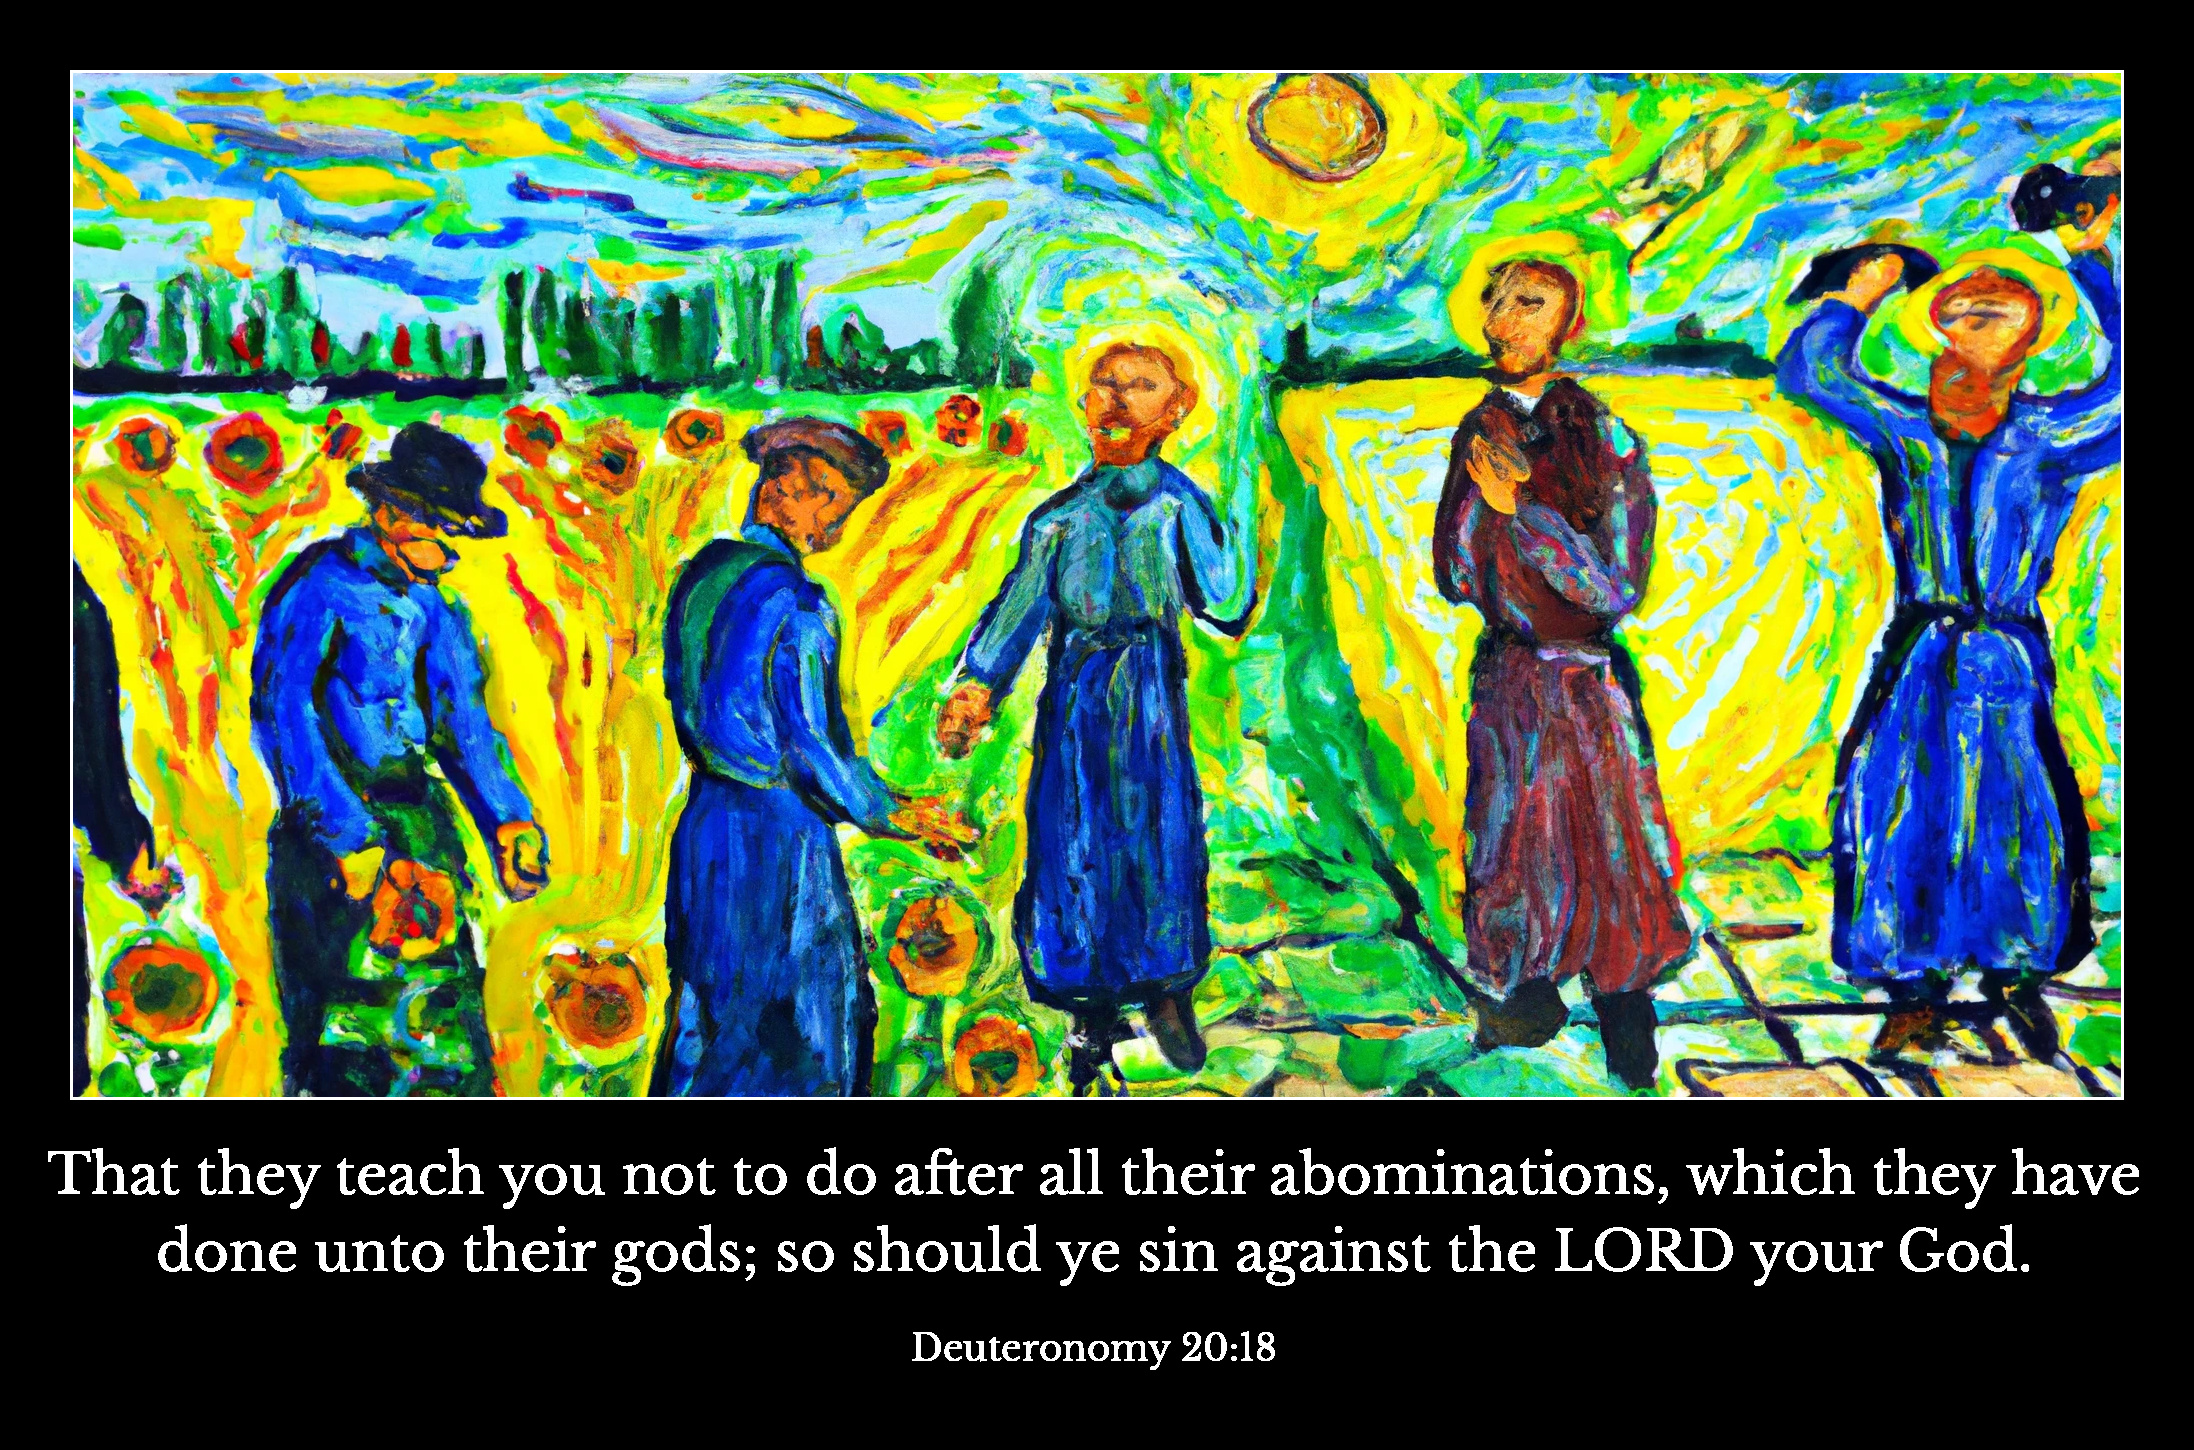 That they teach you not to do after all their abominations, which they have
done unto their gods; so should ye sin against the LORD your God.
Deuteronomy 20:18